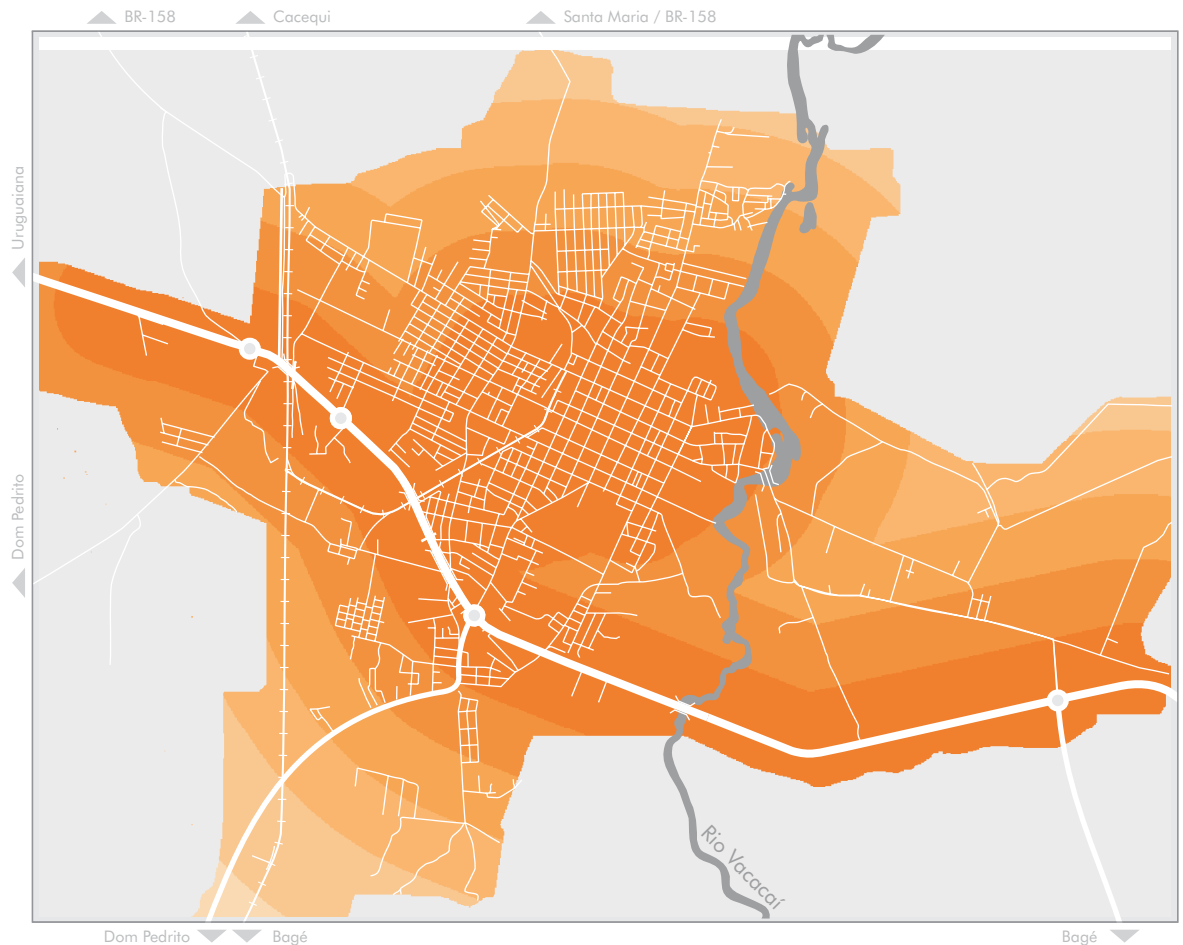 BR-158
Cacequi
Santa Maria / BR-158
Uruguaiana
Dom Pedrito
Rio Vacacaí
Dom Pedrito
Bagé
Bagé